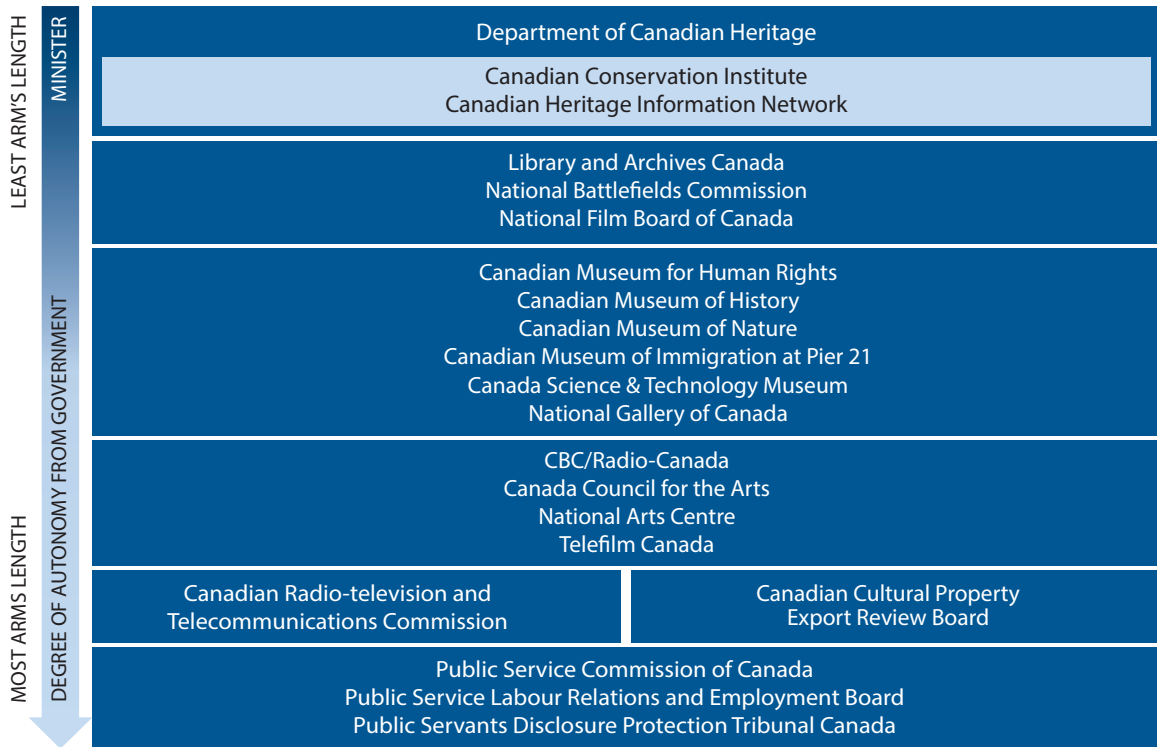 LEAST ARM'S LENGTH
MINISTER
DEGREE OF AUTONOMY FROM GOVERNMENT
MOST ARMS LENGTH
Department of Canadian Heritage
Canadian Conservation Institute
Canadian Heritage Information Network
Library and Archives Canada
National Battlefields Commission
National Film Board of Canada
Canadian Museum for Human Rights
Canadian Museum of History
Canadian Museum of Nature
Canadian Museum of Immigration at Pier 21
Canada Science & Technology Museum
National Gallery of Canada
CBC/Radio-Canada
Canada Council for the Arts
National Arts Centre
Telefilm Canada
Canadian Radio-television and
Telecommunications Commission
Canadian Cultural Property
Export Review Board
Public Service Commission of Canada
Public Service Labour Relations and Employment Board
Public Servants Disclosure Protection Tribunal Canada